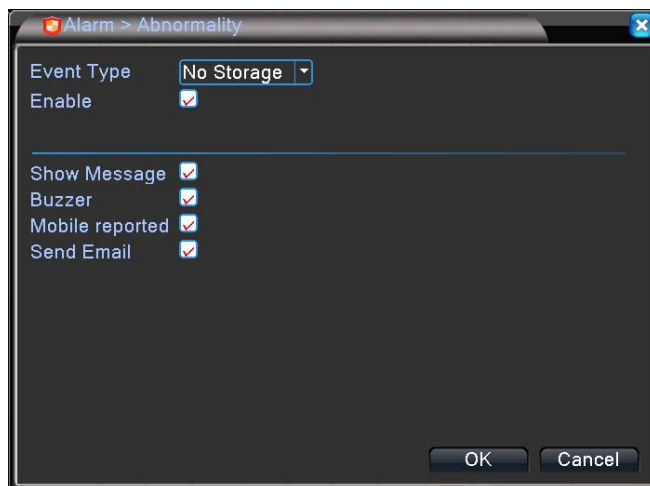 Alarm > Abnormality
Event Type No Storage
Enable
Show Message
Buzzer
Mobile reported
Send Email
OK Cancel